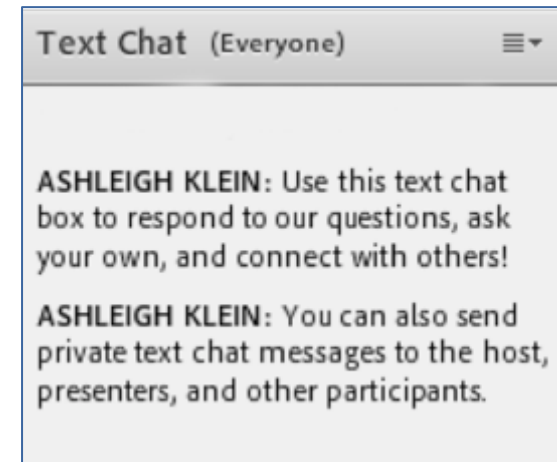 Text Chat (Everyone)
ASHLEIGH KLEIN: Use this text chat
box to respond to our questions, ask
your own, and connect with others!
ASHLEIGH KLEIN: You can also send
private text chat messages to the host,
presenters, and other participants.